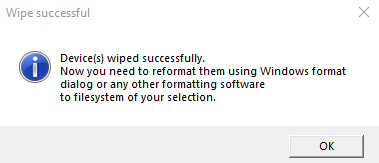 Wipe successful
Device(s) wiped successfully.
Now you need to reformat them using Windows format
dialog or any other formatting software
to filesystem of your selection.
OK